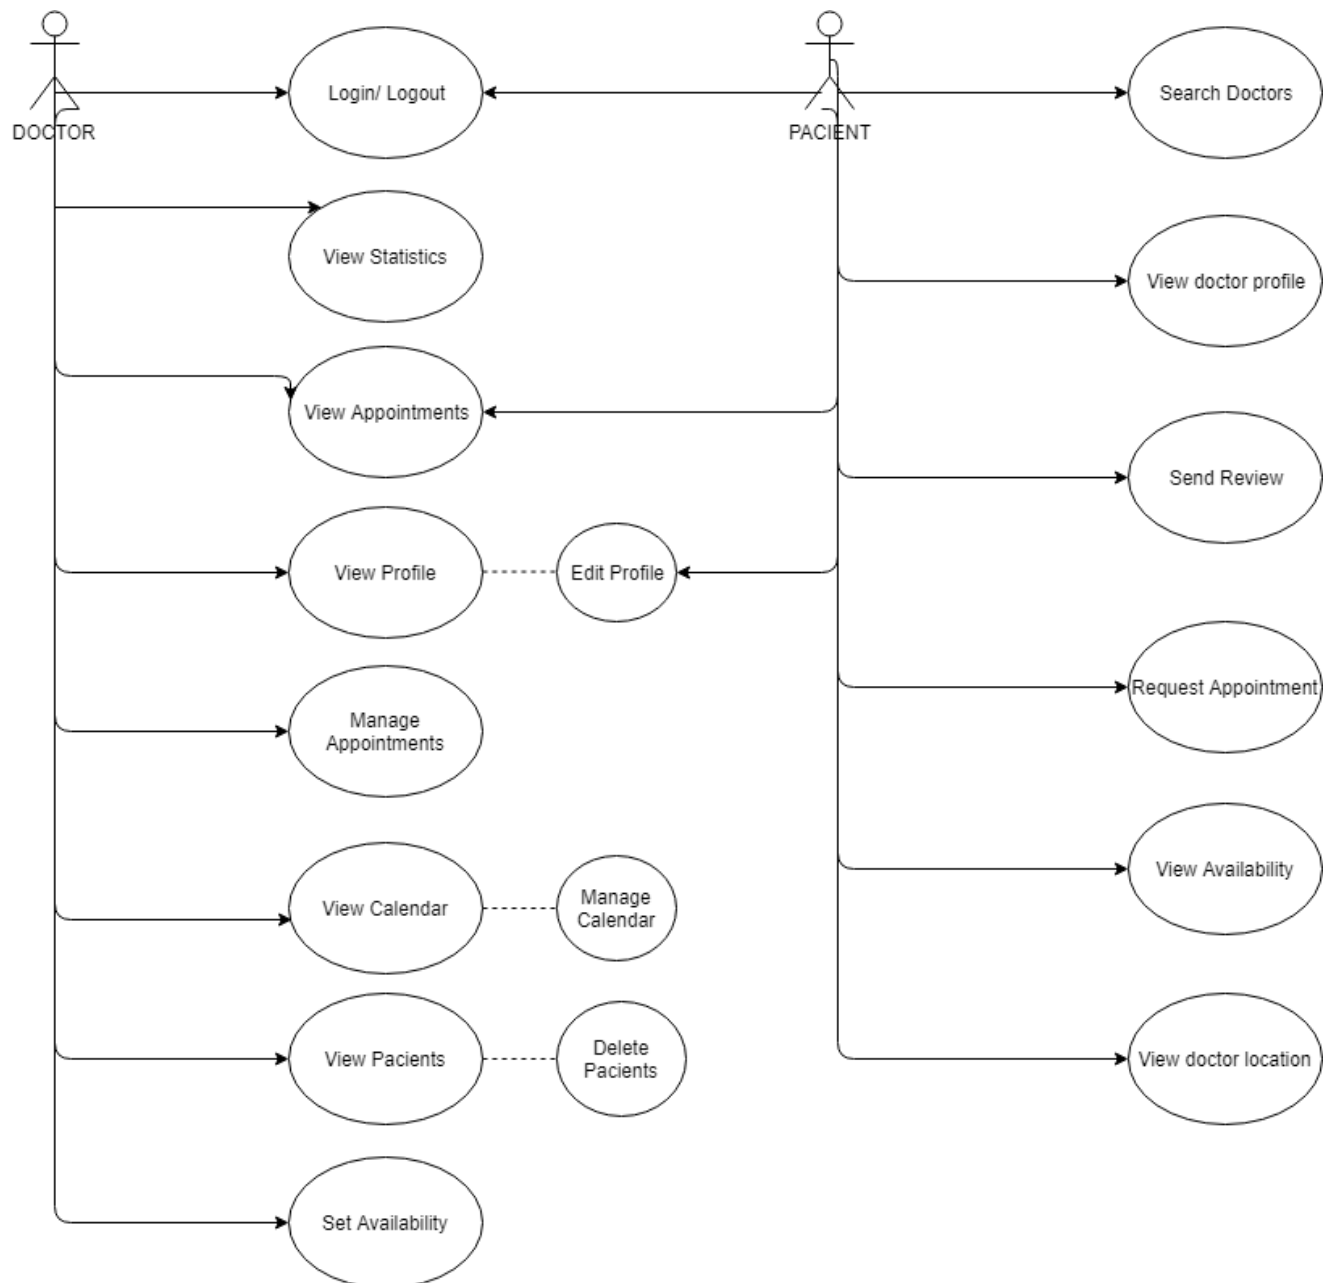 Login/ Logout
Search Doctors
DOCTOR
PACIENT
View Statistics
View doctor profile
View Appointments
Send Review
View Profile
Edit Profile
Request Appointment
Manage
Appointments
View Availability
View Calendar
Manage
Calendar
View Pacients
Delete
Pacients
View doctor location
Set Availability